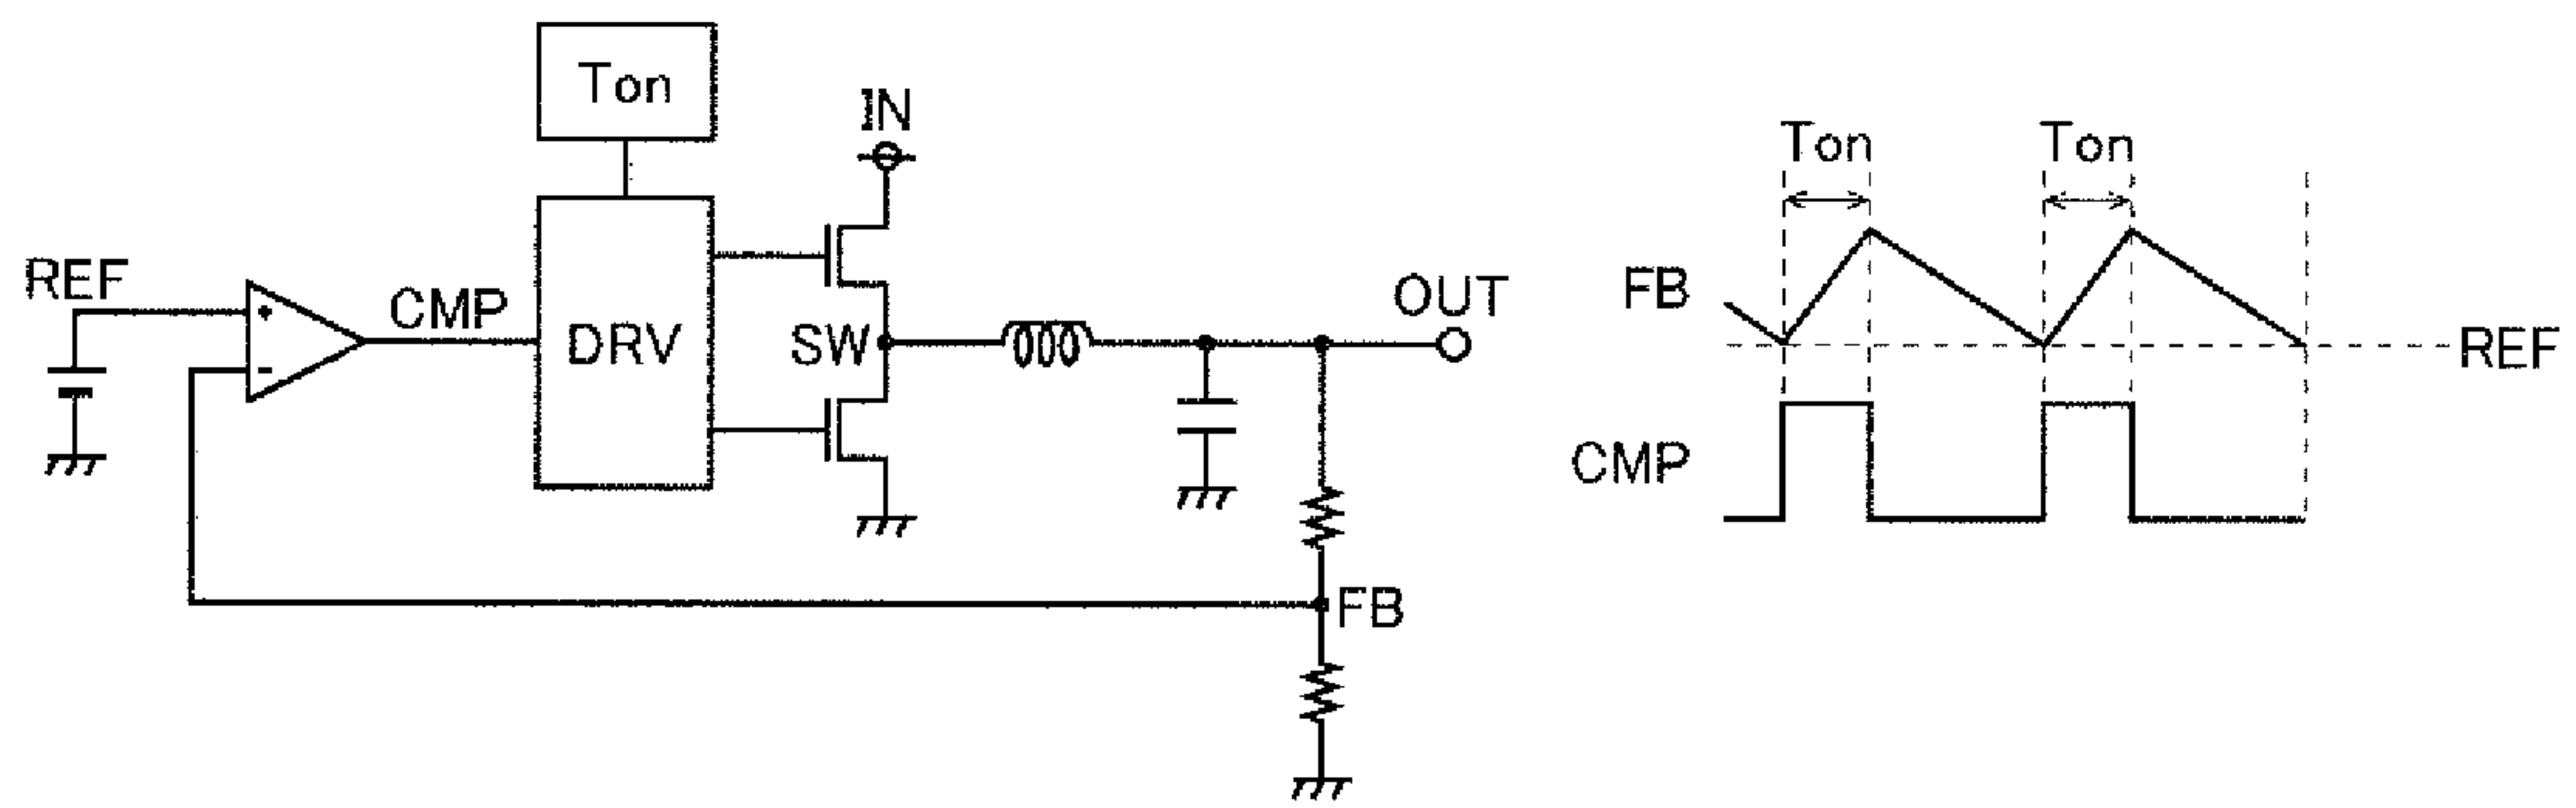 Ton
IN
REF
+
CMP
DRV
-
SW
OUT
FB
Ton Ton
FB
REF
CMP